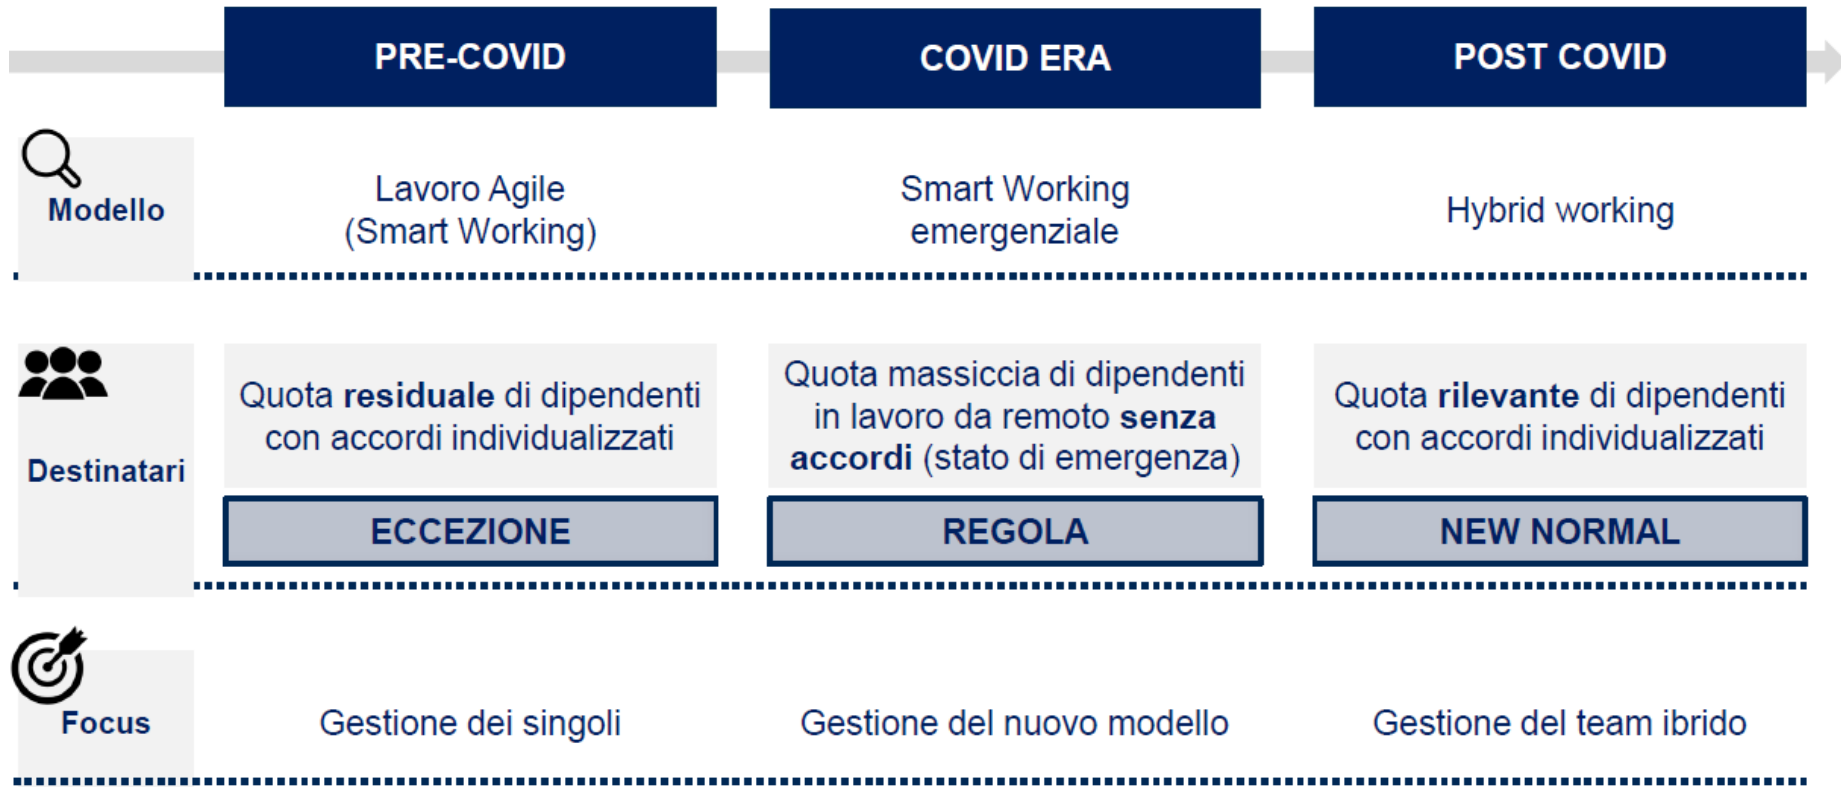 PRE-COVID
COVID ERA
POST COVID
Modello
Lavoro Agile
(Smart Working)
Smart Working
emergenziale
Hybrid working
Destinatari
Quota residuale di dipendenti
con accordi individualizzati
ECCEZIONE
Quota massiccia di dipendenti
in lavoro da remoto senza
accordi (stato di emergenza)
REGOLA
Quota rilevante di dipendenti
con accordi individualizzati
NEW NORMAL
Focus
Gestione dei singoli
Gestione del nuovo modello
Gestione del team ibrido